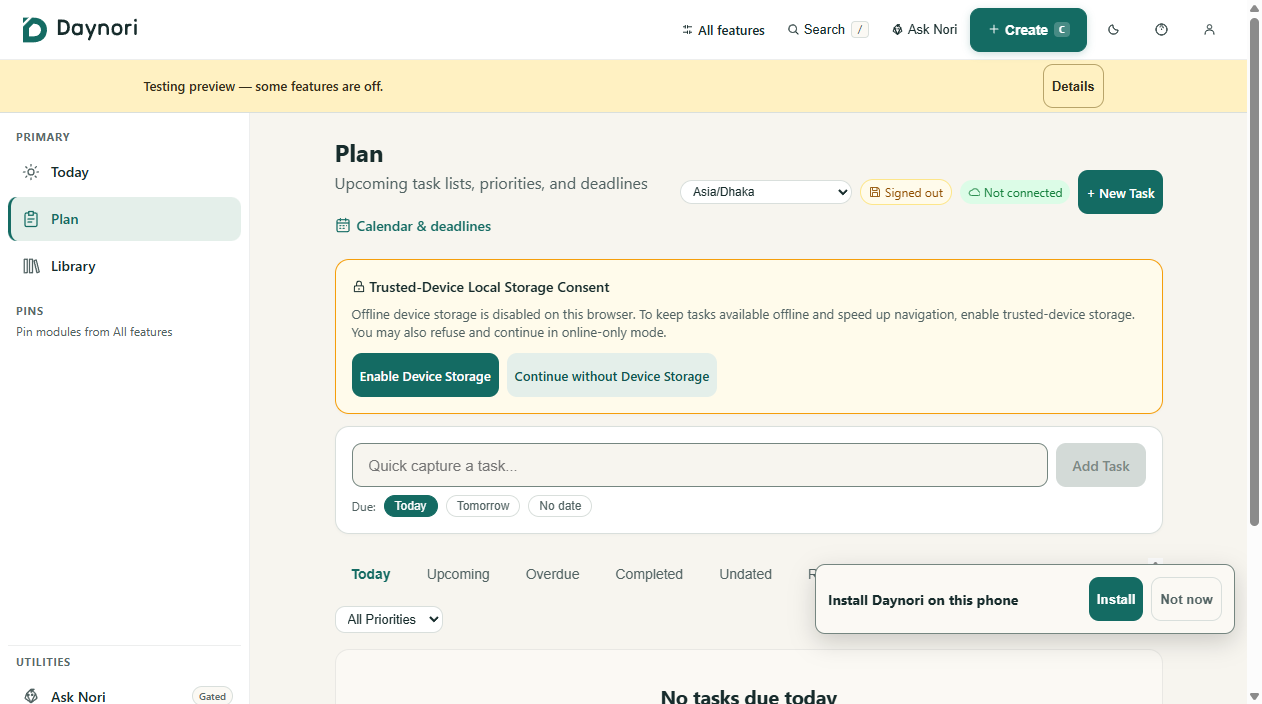 Daynori
All features
Search /
Ask Nori
+ Create C
Testing preview — some features are off.
Details
PRIMARY
Today
Plan
Library
PINS
Pin modules from All features
UTILITIES
Ask Nori
Gated
Plan
Upcoming task lists, priorities, and deadlines
Calendar & deadlines
Asia/Dhaka
Signed out
Not connected
+ New Task
Trusted-Device Local Storage Consent
Offline device storage is disabled on this browser. To keep tasks available offline and speed up navigation, enable trusted-device storage.
You may also refuse and continue in online-only mode.
Enable Device Storage
Continue without Device Storage
Quick capture a task...
Add Task
Due:
Today
Tomorrow
No date
Today
Upcoming
Overdue
Completed
Undated
All Priorities
Install Daynori on this phone
Install
Not now
No tasks due today